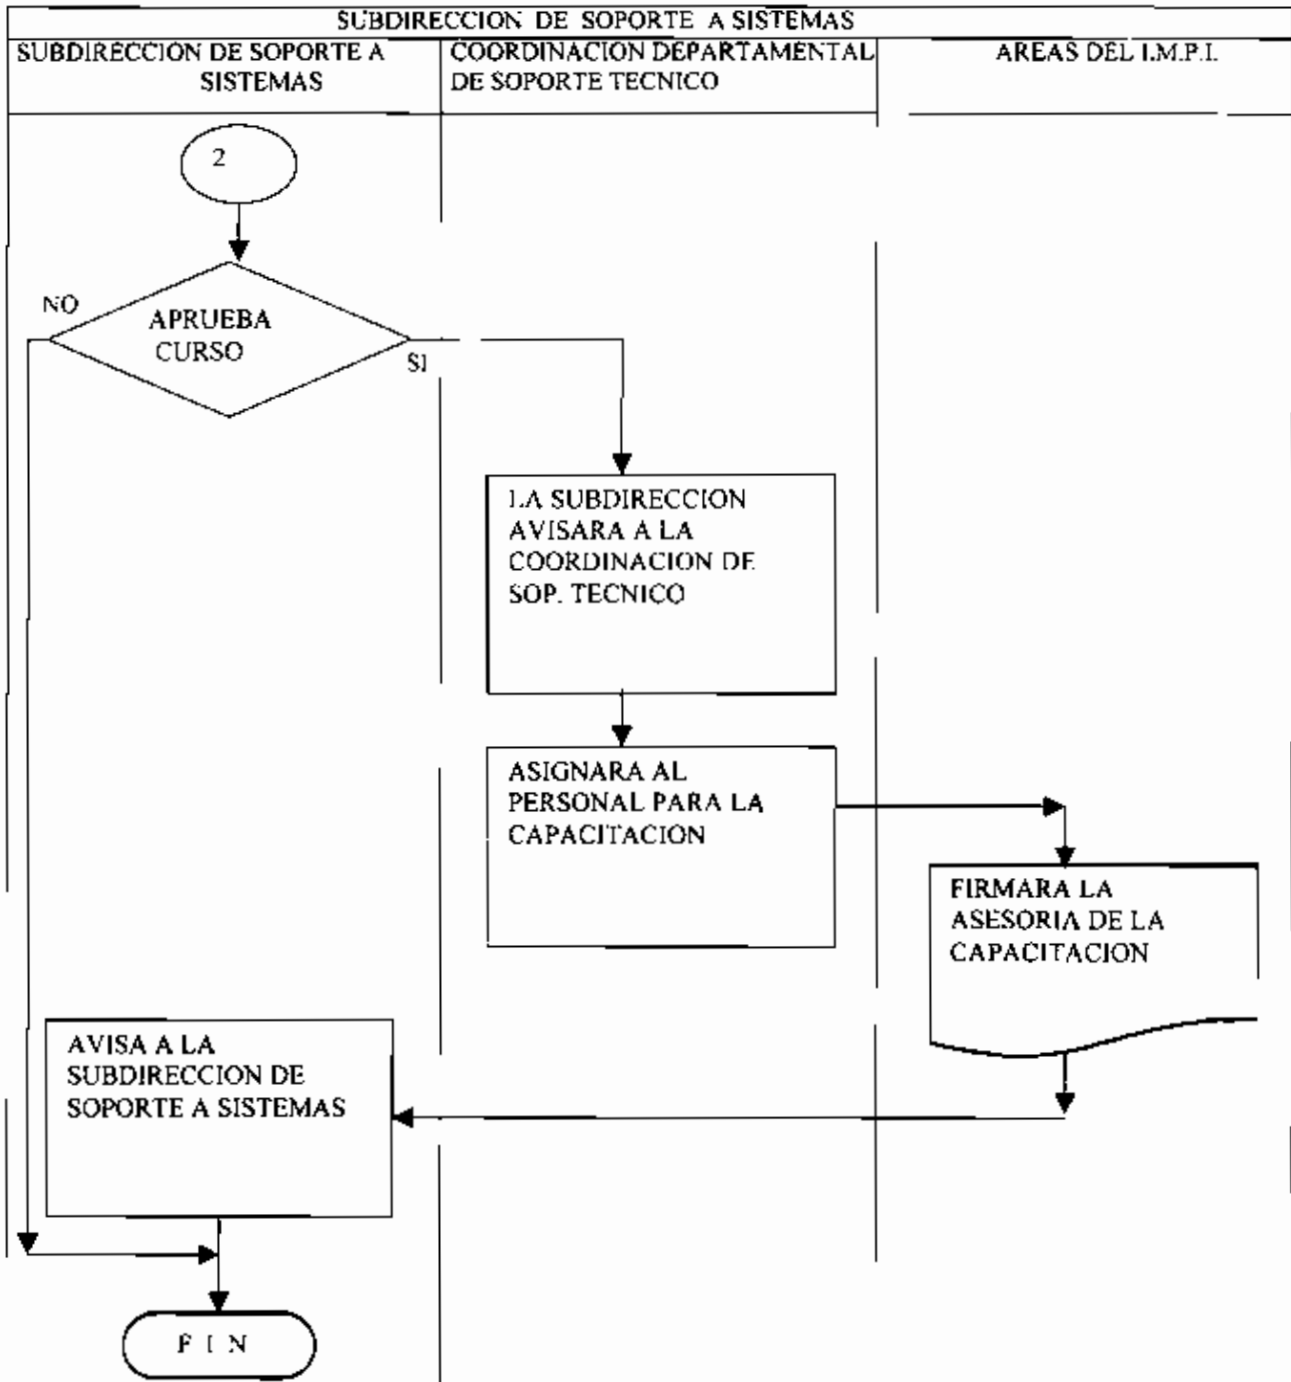 SUBDIRECCION DE SOPORTE A SISTEMAS
SUBDIRECCION DE SOPORTE A
SISTEMAS
COORDINACION DEPARTAMENTAL
DE SOPORTE TECNICO
AREAS DEL I.M.P.I.
2
NO
APRUEBA
CURSO
SI
LA SUBDIRECCION
AVISARA A LA
COORDINACION DE
SOP. TECNICO
ASIGNARA AL
PERSONAL PARA LA
CAPACITACION
FIRMARA LA
ASESORIA DE LA
CAPACITACION
AVISA A LA
SUBDIRECCION DE
SOPORTE A SISTEMAS
F I N